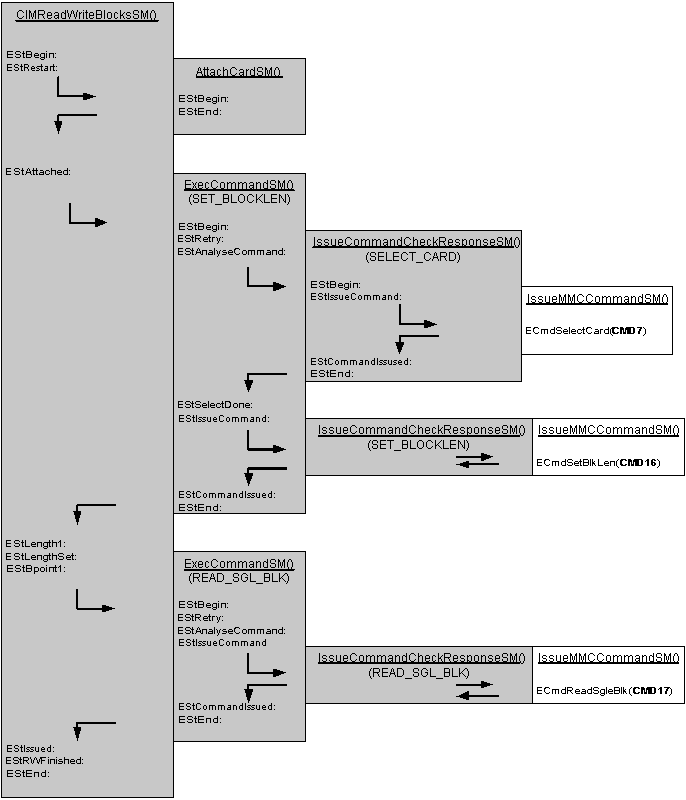 CIMReadWriteBlocksSM()
EStBegin:
EStRestart:
AttachCardSM()
EStBegin:
EStEnd:
EStAttached:
ExecCommandSM()
(SET_BLOCKLEN)
EStBegin:
EStRetry:
EStAnalyseCommand:
IssueCommandCheckResponseSM()
(SELECT_CARD)
EStBegin:
EStIssueCommand:
IssueMMCCommandSM()
ECmdSelectCard(CMD7)
EStCommandIssused:
EStEnd:
EStSelectDone:
EStIssueCommand:
IssueCommandCheckResponseSM()
(SET_BLOCKLEN)
IssueMMCCommandSM()
ECmdSetBlkLen(CMD16)
EStCommandIssued:
EStEnd:
EStLength1:
EStLengthSet:
EStBpoint1:
ExecCommandSM()
(READ_SGL_BLK)
EStBegin:
EStRetry:
EStAnalyseCommand:
EStIssueCommand
IssueCommandCheckResponseSM()
(READ_SGL_BLK)
IssueMMCCommandSM()
ECmdReadSgleBlk(CMD17)
EStCommandIssued:
EStEnd:
EStIssued:
EStRWFinished:
EStEnd: